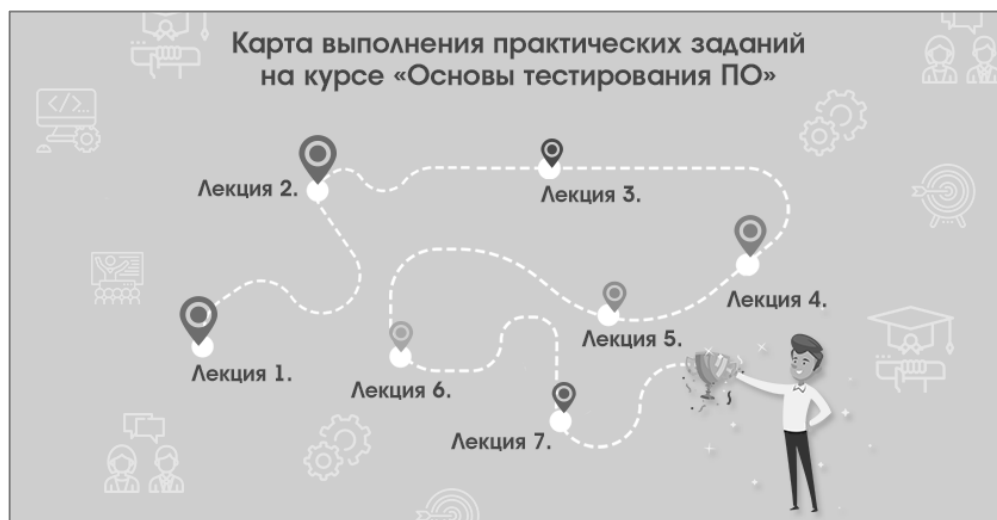 Карта выполнения практических заданий
на курсе «Основы тестирования ПО»
Лекция 2.
Лекция 3.
Лекция 4.
Лекция 5.
Лекция 1.
Лекция 6.
Лекция 7.